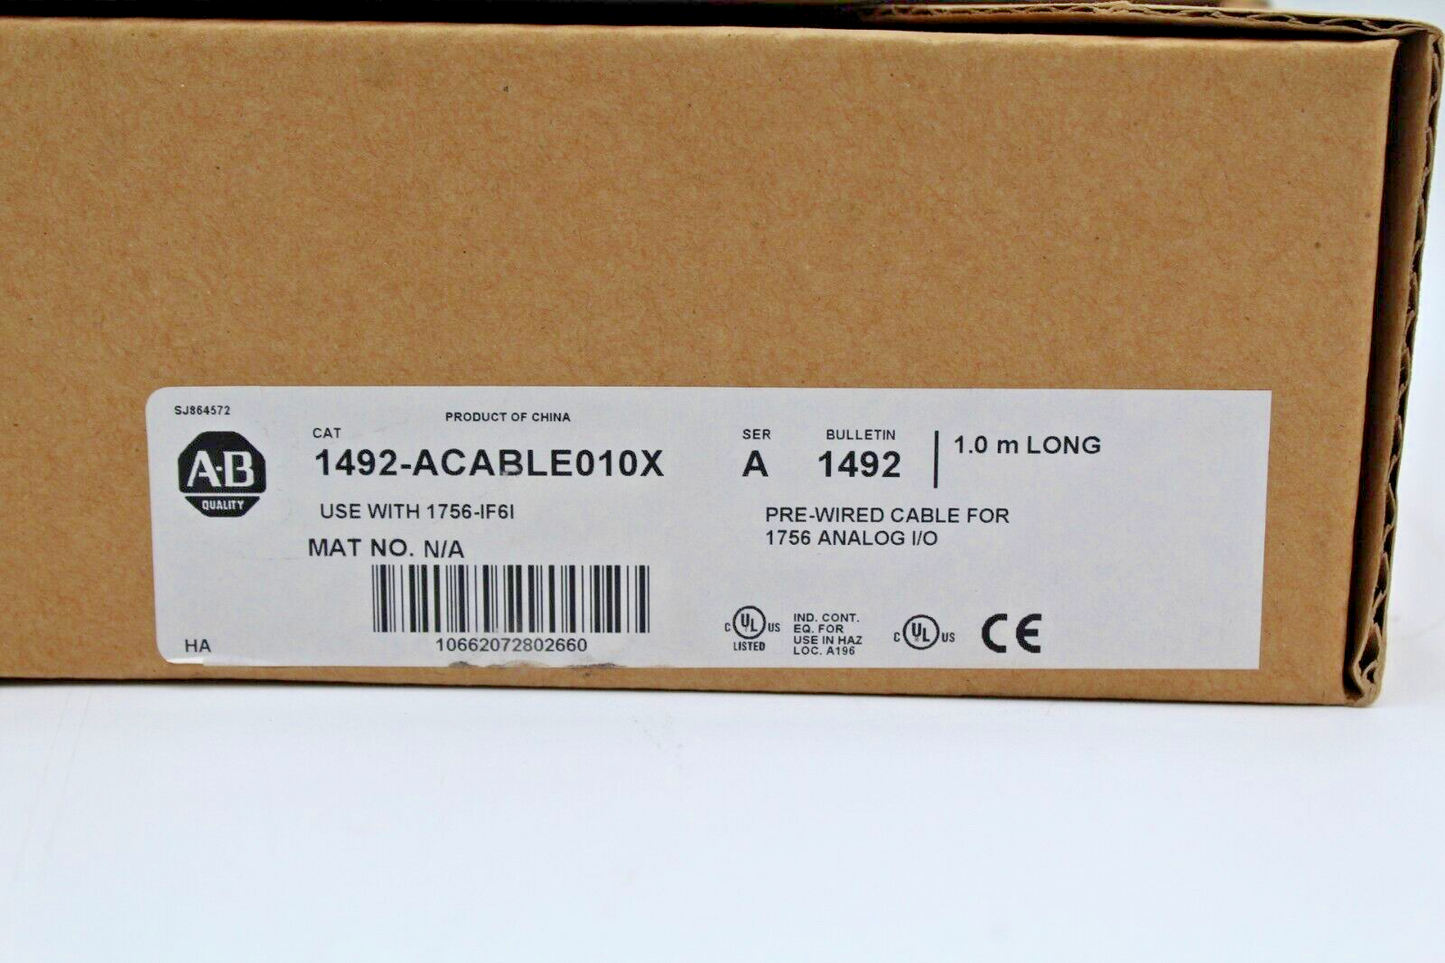 SJ864572
PRODUCT OF CHINA
A-B
QUALITY
CAT
1492-ACABLE010X
SER
A
BULLETIN
1492
1.0 m LONG
USE WITH 1756-IF6I
MAT NO. N/A
PRE-WIRED CABLE FOR
1756 ANALOG I/O
10662072802660
HA
C UL US
LISTED
IND. CONT.
EQ. FOR
USE IN HAZ
LOC. A196
C UL US
CE